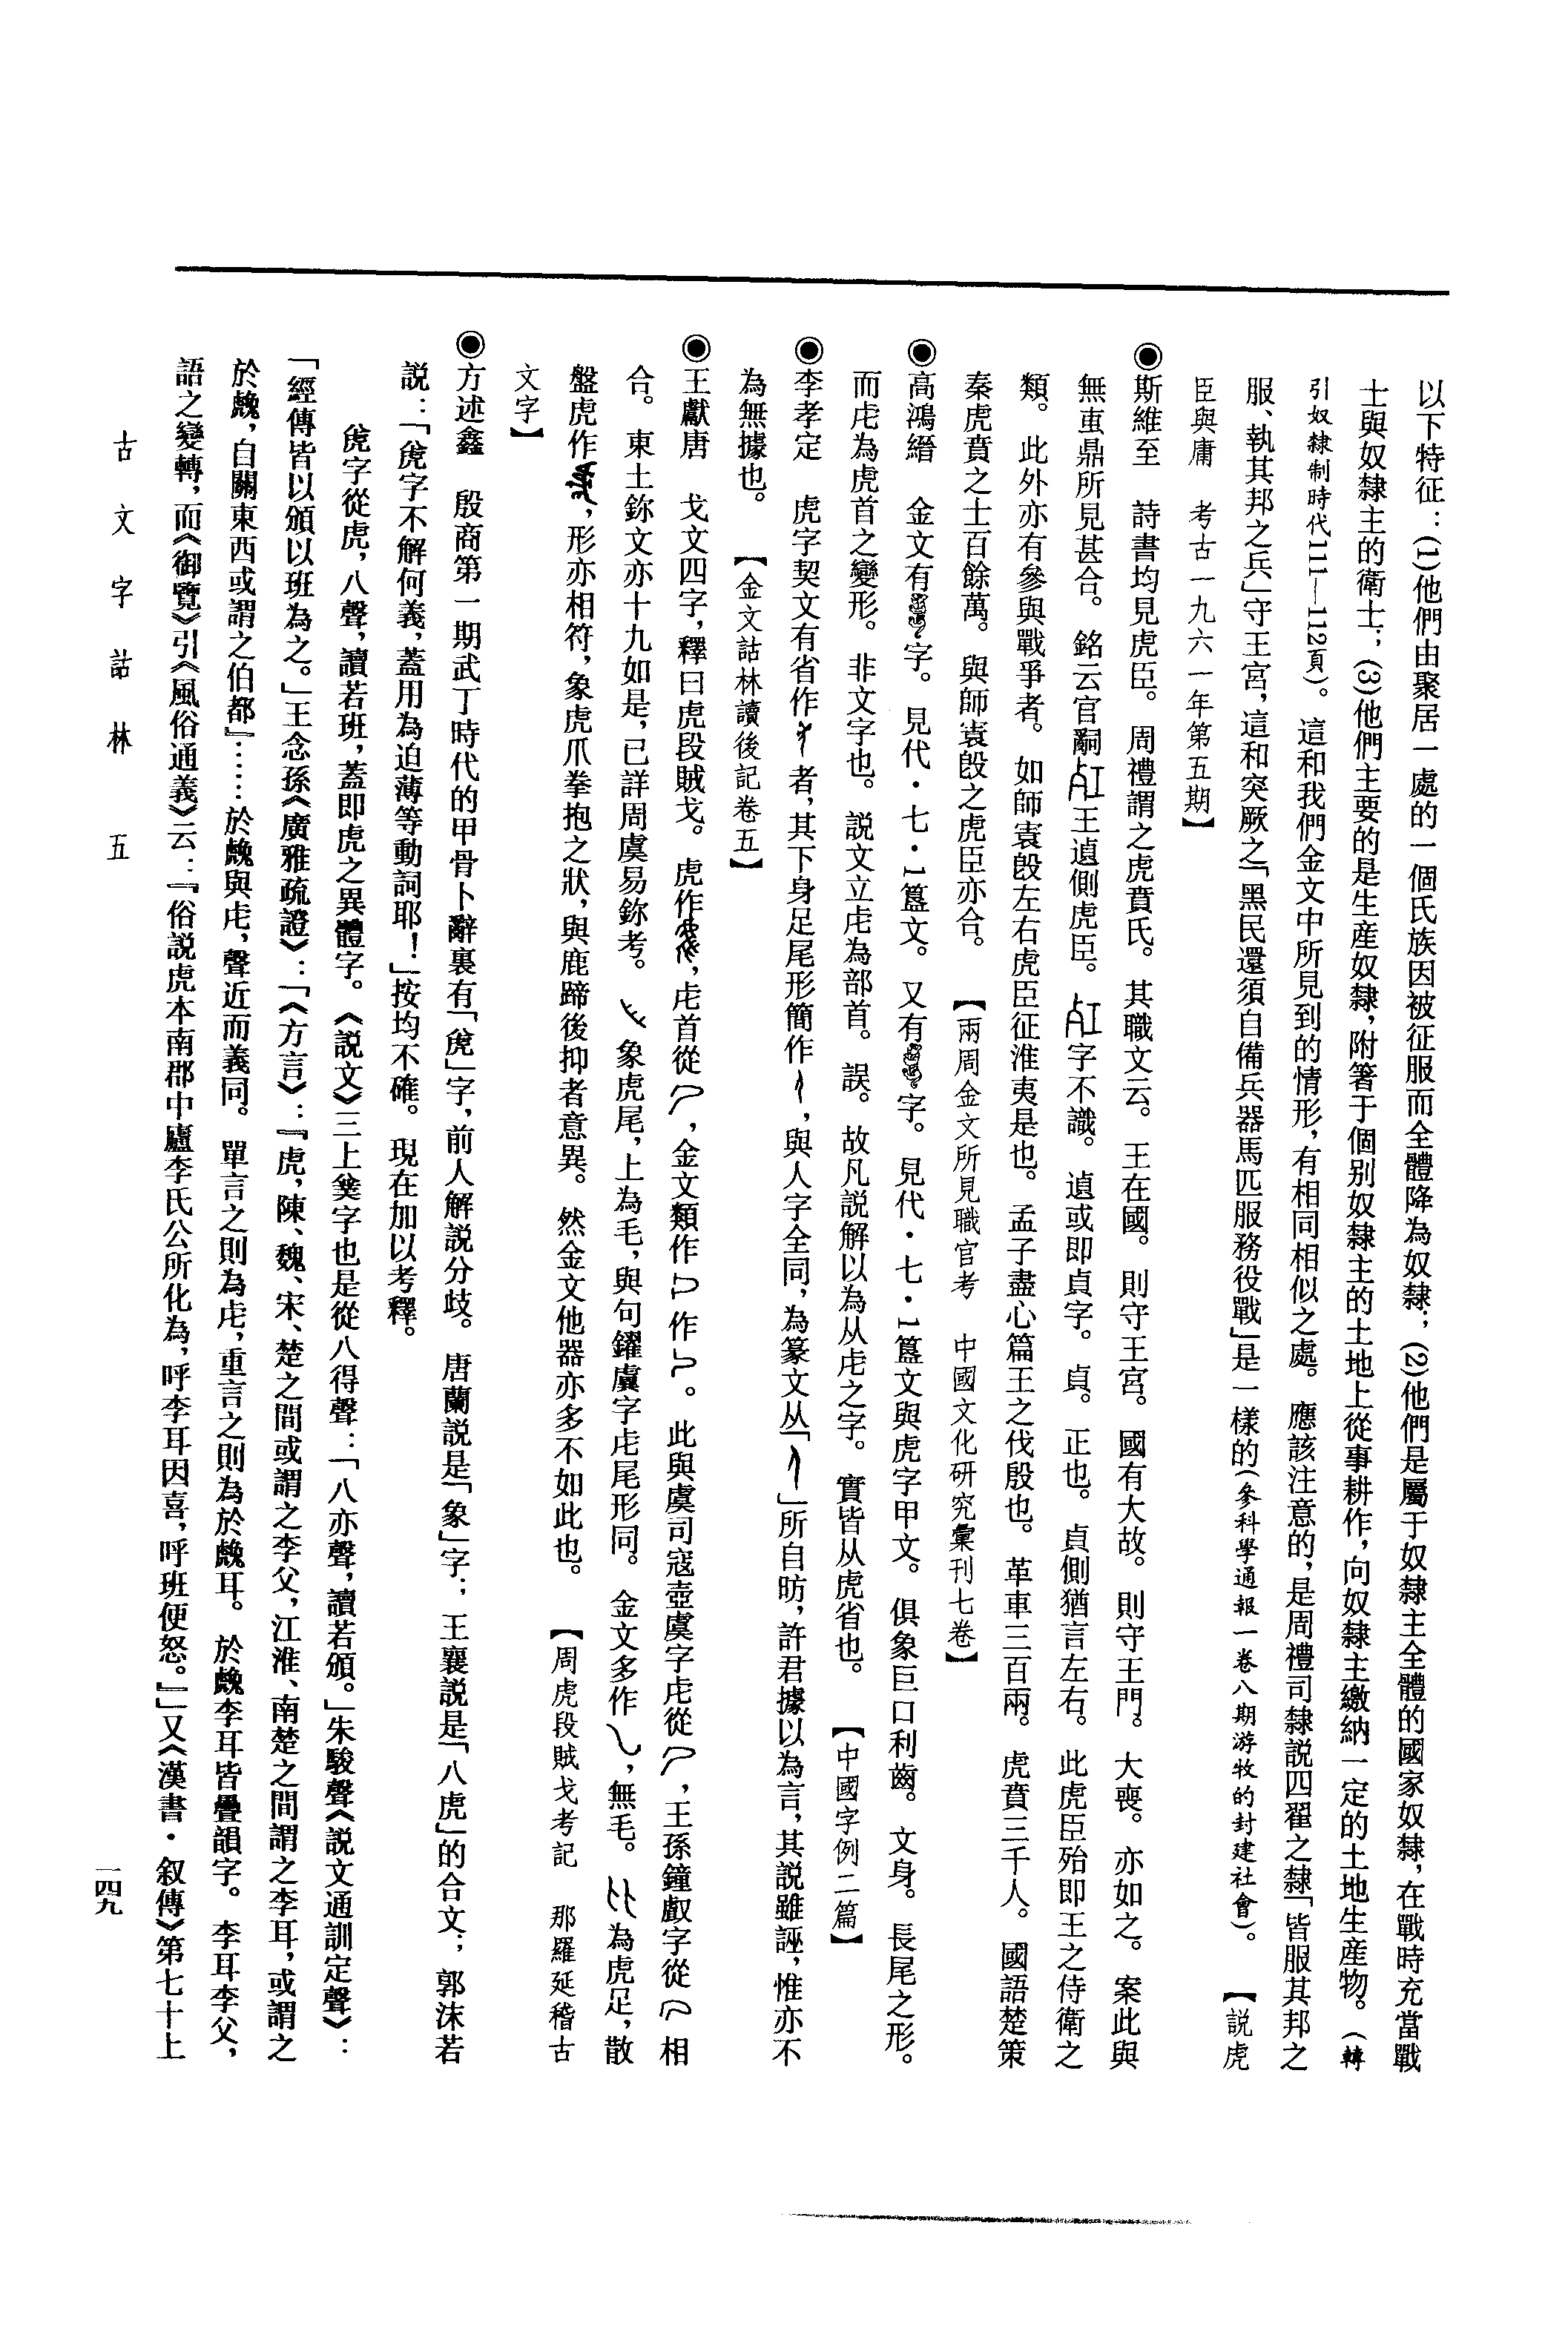 以下特征：(1)他們由聚居一處的一個氏族因被征服而全體降為奴隸；(2)他們是屬于奴隸主全體的國家奴隸，在戰時充當戰
士與奴隸主的衛士；(3)他們主要的是生産奴隸，附箸于個別奴隸主的土地上從事耕作，向奴隸主繳納一定的土地生産物。（轉
引奴隸制時代111—112頁）。這和我們金文中所見到的情形，有相同相似之處。應該注意的，是周禮司隸説四翟之隸「皆服其邦之
服、執其邦之兵」守王宮，這和突厥之「黑民還須自備兵器馬匹服務役戰」是一樣的（參科學通報一卷八期游牧的封建社會）。【説虎
臣與庸　考古一九六一年第五期】
◉斯維至　詩書均見虎臣。周禮謂之虎賁氏。其職文云。王在國。則守王宮。國有大故。則守王門。大喪。亦如之。案此與
無叀鼎所見甚合。銘云官嗣王遉側虎臣。字不識。遉或即貞字。貞。正也。貞側猶言左右。此虎臣殆即王之侍衛之
類。此外亦有參與戰爭者。如師袁𣪘左右虎臣征淮夷是也。孟子盡心篇王之伐殷也。革車三百兩。虎賁三千人。國語楚策
秦虎賁之士百餘萬。與師袁𣪘之虎臣亦合。【兩周金文所見職官考　中國文化研究彙刊七卷】
◉高鴻縉　金文有字。見代・七・1簋文。又有字。見代・七・1簋文與虎字甲文。俱象巨口利齒。文身。長尾之形。
而虍為虎首之變形。非文字也。説文立虍為部首。誤。故凡説解以為从虍之字。實皆从虎省也。【中國字例二篇】
◉李孝定　虎字契文有省作者，其下身足尾形簡作，與人字全同，為篆文从「」所自昉，許君據以為言，其説雖誣，惟亦不
為無據也。【金文詁林讀後記卷五】
◉王獻唐　戈文四字，釋曰虎段賊戈。虎作，虍首從，金文類作作。此與虞司寇壺虞字虍從，王孫鐘䖒字從相
合。東土鉨文亦十九如是，已詳周虞易鉨考。象虎尾，上為毛，與句鑃虡字虍尾形同。金文多作，無毛。為虎足，散
盤虎作，形亦相符，象虎爪拳抱之狀，與鹿蹄後抑者意異。然金文他器亦多不如此也。【周虎段賊戈考記　那羅延稽古
文字】
◉方述鑫　殷商第一期武丁時代的甲骨卜辭裏有「」字，前人解説分歧。唐蘭説是「象」字；王襄説是「八虎」的合文；郭沫若
説：「字不解何義，蓋用為迫薄等動詞耶！」按均不確。現在加以考釋。
字從虎，八聲，讀若班，蓋即虎之異體字。《説文》三上字也是從八得聲：「八亦聲，讀若頒。」朱駿聲《説文通訓定聲》：
「經傳皆以頒以班為之。」王念孫《廣雅疏證》：「《方言》：『虎，陳、魏、宋、楚之間或謂之李父，江淮、南楚之間謂之李耳，或謂之
於䖘，自關東西或謂之伯都』……於䖘與虍，聲近而義同。單言之則為虍，重言之則為於䖘耳。於䖘李耳皆疊韻字。李耳李父，
語之變轉，而《御覽》引《風俗通義》云：『俗説虎本南郡中廬李氏公所化為，呼李耳因喜，呼班便怒。』」又《漢書・叙傳》第七十上
古文字詁林　五
一四九